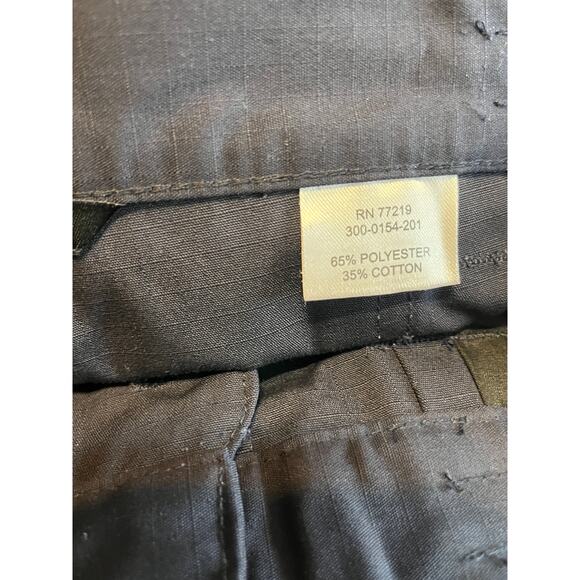 RN 77219
300-0154-201
65% POLYESTER
35% COTTON